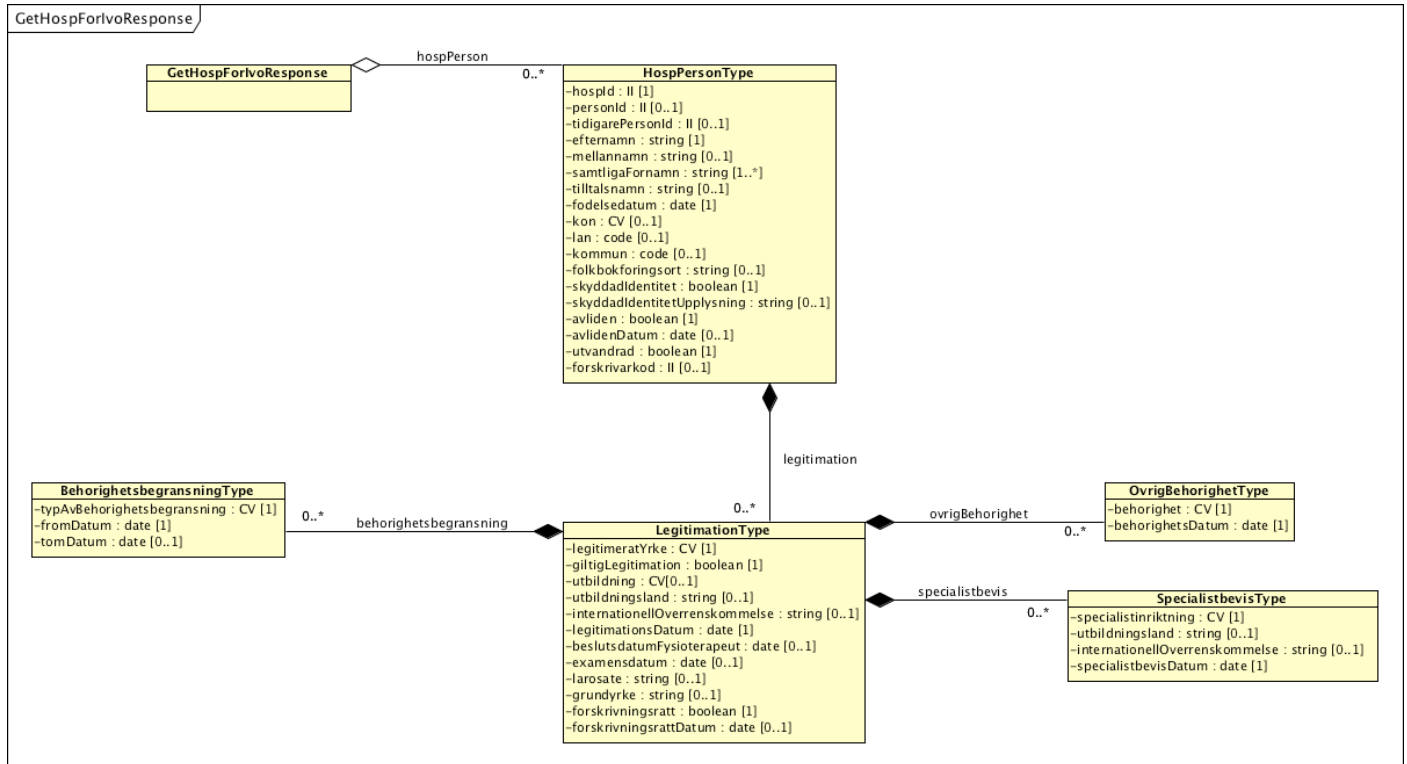 GetHospForIvoResponse
GetHospForIvoResponse
hospPerson
0..*
HospPersonType
-hospId : II [1]
-personId : II [0..1]
-tidigarePersonId : II [0..1]
-efternamn : string [1]
-mellannamn : string [0..1]
-samtligaFornamn : string [1..*]
-tilltalsnamn : string [0..1]
-fodelsedatum : date [1]
-kon : CV [0..1]
-lan : code [0..1]
-kommun : code [0..1]
-folkbokforingsort : string [0..1]
-skyddadIdentitet : boolean [1]
-skyddadIdentitetUpplysning : string [0..1]
-avliden : boolean [1]
-avlidenDatum : date [0..1]
-utvandrad : boolean [1]
-forskrivarkod : II [0..1]
legitimation
0..*
BehorighetsbegransningType
-typAvBehorighetsbegransning : CV [1]
-fromDatum : date [1]
-tomDatum : date [0..1]
0..*
behorighetsbegransning
LegitimationType
-legitimeratYrke : CV [1]
-giltigLegitimation : boolean [1]
-utbildning : CV[0..1]
-utbildningsland : string [0..1]
-internationellOverrenskommelse : string [0..1]
-legitimationsDatum : date [1]
-beslutsdatumFysioterapeut : date [0..1]
-examensdatum : date [0..1]
-larosate : string [0..1]
-grundyrke : string [0..1]
-forskrivningsratt : boolean [1]
-forskrivningsrattDatum : date [0..1]
ovrigBehorighet
0..*
OvrigBehorighetType
-behorighet : CV [1]
-behorighetsDatum : date [1]
specialistbevis
0..*
SpecialistbevisType
-specialistinriktning : CV [1]
-utbildningsland : string [0..1]
-internationellOverrenskommelse : string [0..1]
-specialistbevisDatum : date [1]